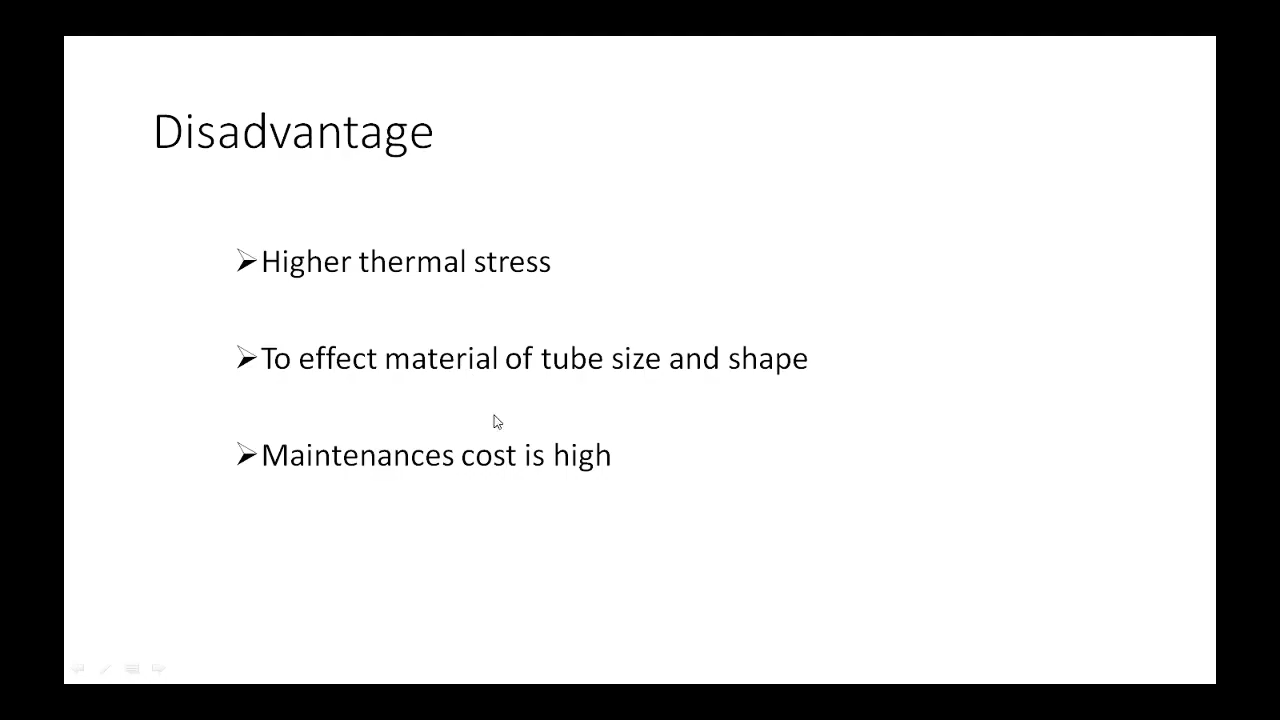 Disadvantage
➢Higher thermal stress
➢To effect material of tube size and shape
➢Maintenances cost is high